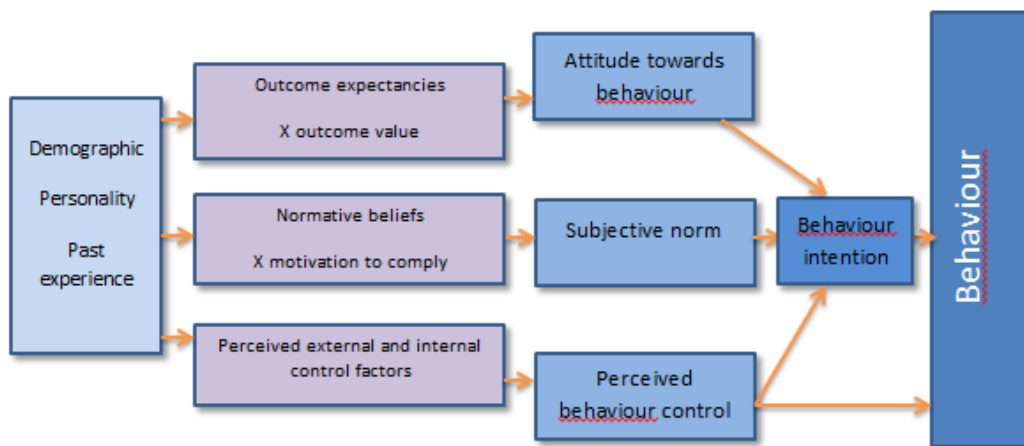 Demographic
Personality
Past
experience
Outcome expectancies
X outcome value
Normative beliefs
X motivation to comply
Perceived external and internal
control factors
Attitude towards
behaviour
Subjective norm
Perceived
behaviour control
Behaviour
intention
Behaviour